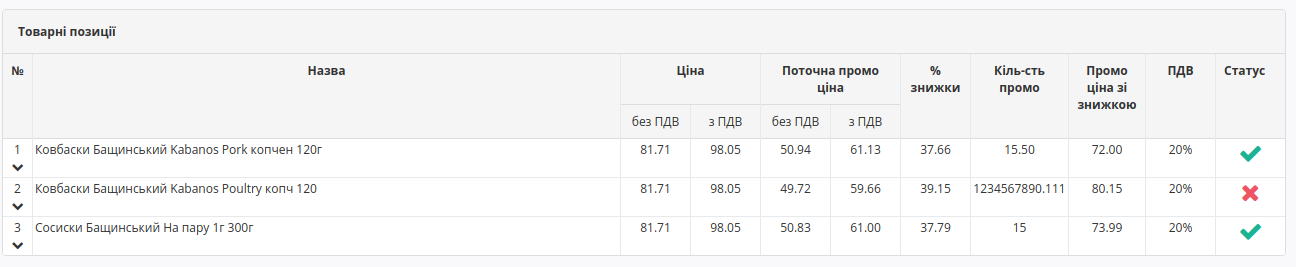 Товарні позиції
№ Назва Ціна Поточна промо ціна % знижки Кіль-сть промо Промо ціна зі знижкою ПДВ Статус
без ПДВ з ПДВ без ПДВ з ПДВ
1 Ковбаски Бащинський Kabanos Pork копчен 120г 81.71 98.05 50.94 61.13 37.66 15.50 72.00 20%
2 Ковбаски Бащинський Kabanos Poultry копч 120 81.71 98.05 49.72 59.66 39.15 1234567890.111 80.15 20%
3 Сосиски Бащинський На пару 1г 300г 81.71 98.05 50.83 61.00 37.79 15 73.99 20%